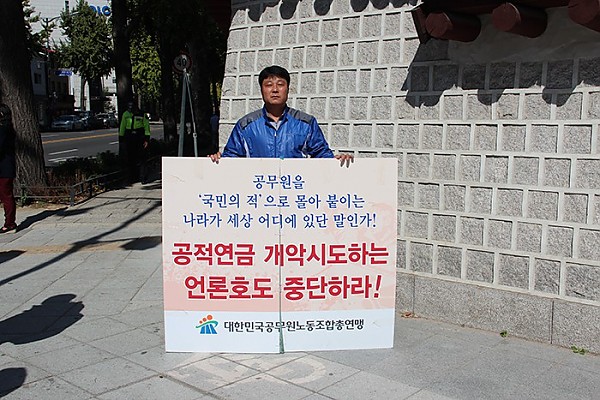 공무원을
‘국민의 적’으로 몰아 붙이는
나라가 세상 어디에 있단 말인가!
공적연금 개악시도하는
언론호도 중단하라!
대한민국공무원노동조합총연맹